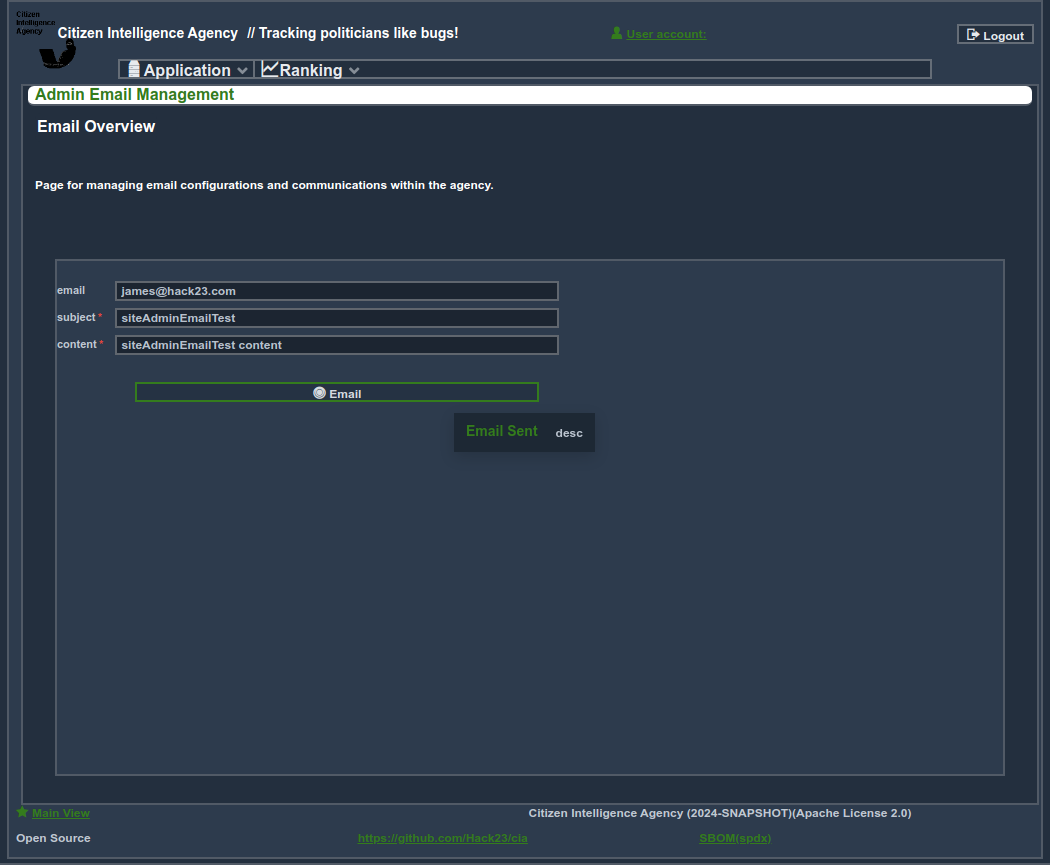 Citizen
Intelligence
Agency
Citizen Intelligence Agency // Tracking politicians like bugs!
User account:
Logout
Application
Ranking
Admin Email Management
Email Overview
Page for managing email configurations and communications within the agency.
email
james@hack23.com
subject *
siteAdminEmailTest
content *
siteAdminEmailTest content
Email
Email Sent desc
Main View
Citizen Intelligence Agency (2024-SNAPSHOT)(Apache License 2.0)
Open Source
https://github.com/Hack23/cia
SBOM(spdx)